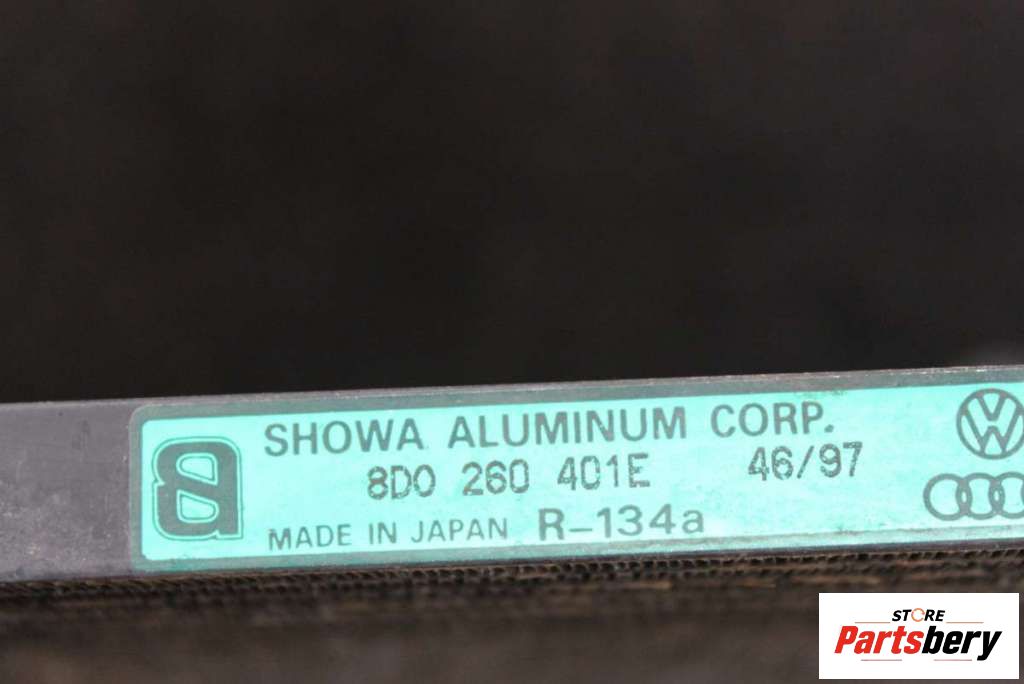 SHOWA ALUMINUM CORP.
8D0 260 401E 46/97
MADE IN JAPAN R-134a
STORE
Partsbery